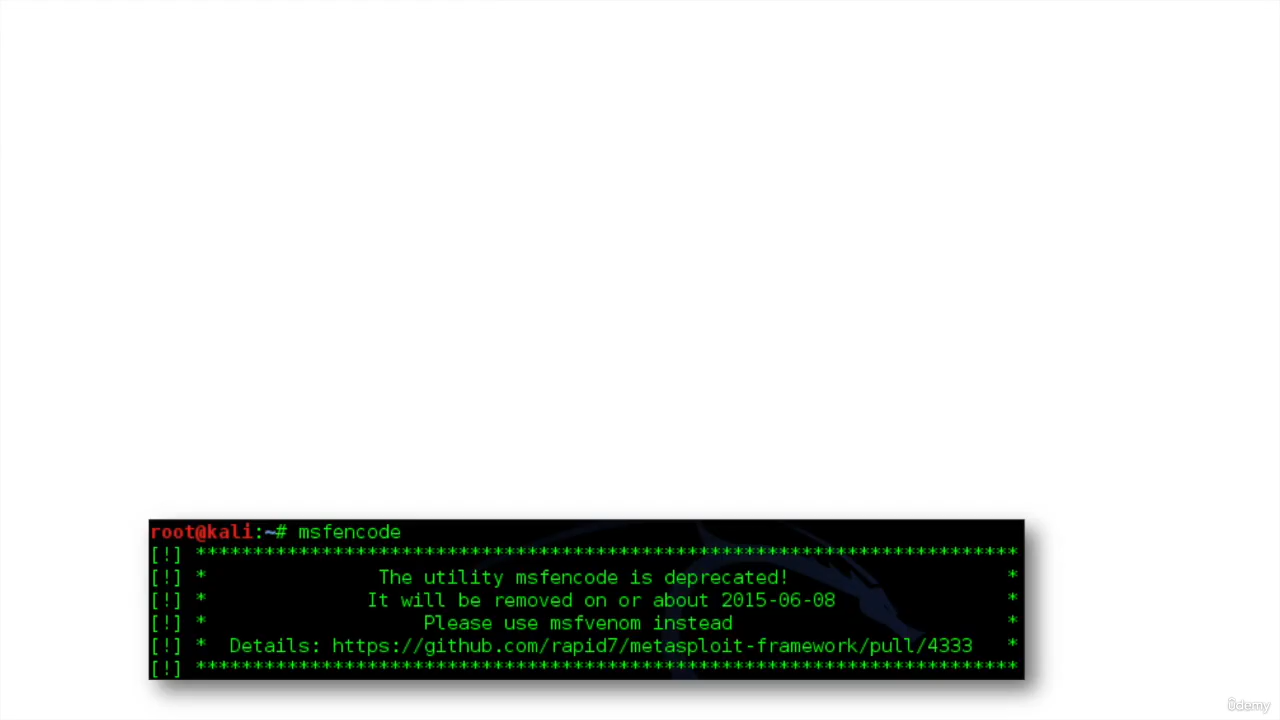 root@kali:~# msfencode
[!] ************************************************************************
[!] * The utility msfencode is deprecated! *
[!] * It will be removed on or about 2015-06-08 *
[!] * Please use msfvenom instead *
[!] * Details: https://github.com/rapid7/metasploit-framework/pull/4333 *
[!] ************************************************************************
ûdemy